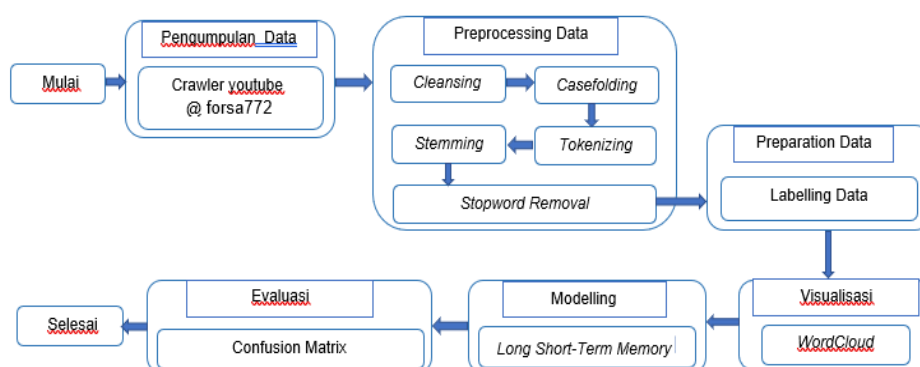 Mulai
Pengumpulan Data
Crawler youtube
@ forsa772
Preprocessing Data
Cleansing
Casefolding
Tokenizing
Stemming
Stopword Removal
Preparation Data
Labelling Data
Visualisasi
WordCloud
Modelling
Long Short-Term Memory
Evaluasi
Confusion Matrix
Selesai